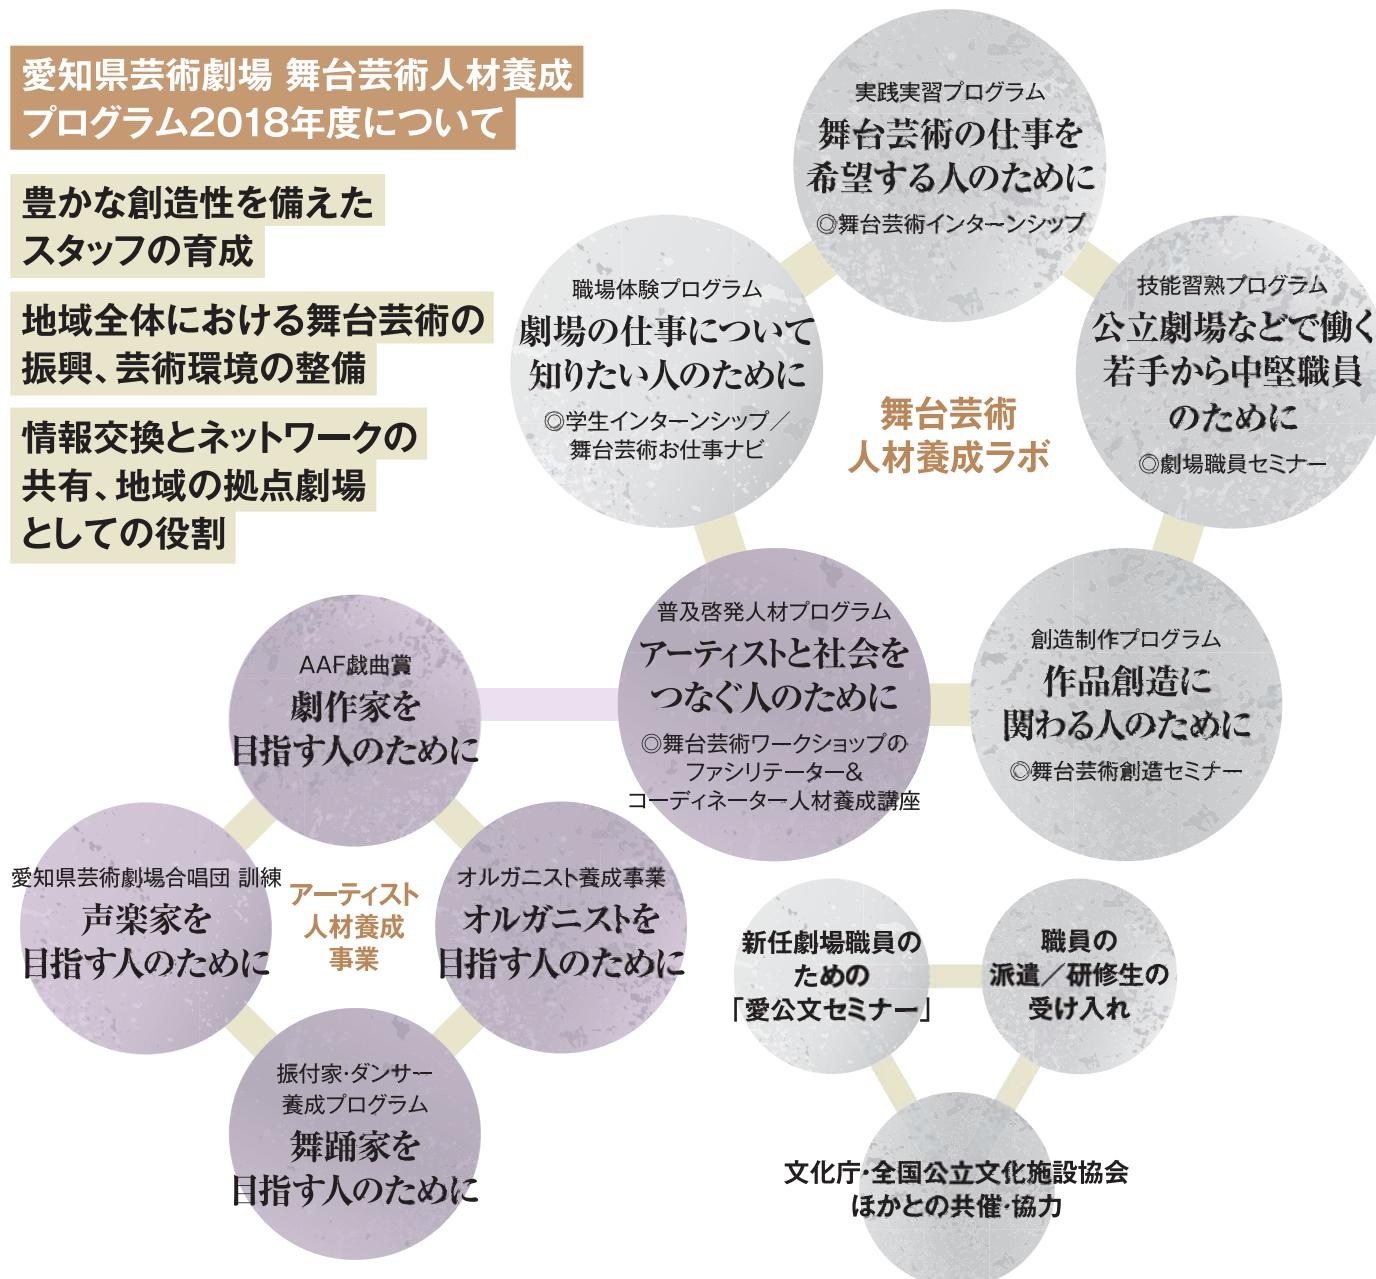 愛知県芸術劇場 舞台芸術人材養成
プログラム2018年度について
豊かな創造性を備えた
スタッフの育成
地域全体における舞台芸術の
振興、芸術環境の整備
情報交換とネットワークの
共有、地域の拠点劇場
としての役割
実践実習プログラム
舞台芸術の仕事を
希望する人のために
◎舞台芸術インターンシップ
職場体験プログラム
劇場の仕事について
知りたい人のために
◎学生インターンシップ／
舞台芸術お仕事ナビ
技能習熟プログラム
公立劇場などで働く
若手から中堅職員
のために
◎劇場職員セミナー
舞台芸術
人材養成ラボ
普及啓発人材プログラム
アーティストと社会を
つなぐ人のために
◎舞台芸術ワークショップの
ファシリテーター＆
コーディネーター人材養成講座
創造制作プログラム
作品創造に
関わる人のために
◎舞台芸術創造セミナー
AAF戯曲賞
劇作家を
目指す人のために
愛知県芸術劇場合唱団 訓練
声楽家を
目指す人のために
アーティスト
人材養成
事業
オルガニスト養成事業
オルガニストを
目指す人のために
振付家・ダンサー
養成プログラム
舞踊家を
目指す人のために
新任劇場職員の
ための
「愛公文セミナー」
職員の
派遣／研修生の
受け入れ
文化庁・全国公立文化施設協会
ほかとの共催・協力